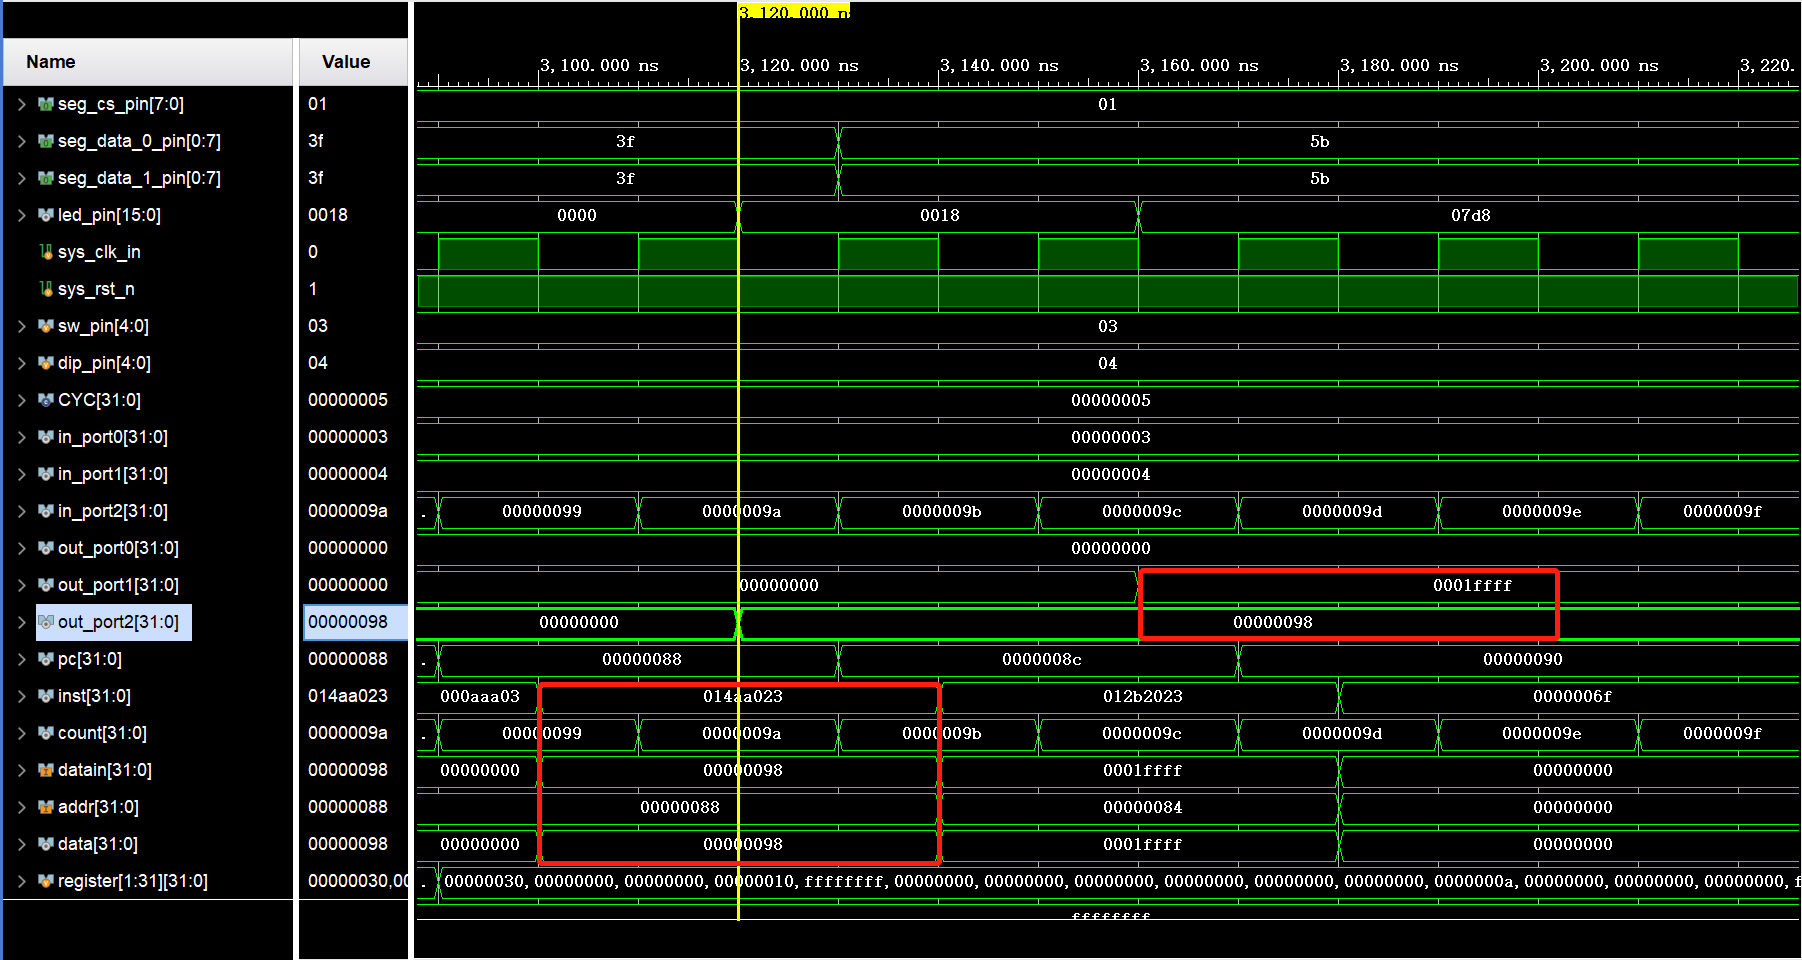 3,120.000 n
Name Value
3,100.000 ns 3,120.000 ns 3,140.000 ns 3,160.000 ns 3,180.000 ns 3,200.000 ns 3,220.
seg_cs_pin[7:0] 01 01
seg_data_0_pin[0:7] 3f 3f 5b
seg_data_1_pin[0:7] 3f 3f 5b
led_pin[15:0] 0018 0000 0018 07d8
sys_clk_in 0
sys_rst_n 1
sw_pin[4:0] 03 03
dip_pin[4:0] 04 04
CYC[31:0] 00000005 00000005
in_port0[31:0] 00000003 00000003
in_port1[31:0] 00000004 00000004
in_port2[31:0] 0000009a . 00000099 0000009a 0000009b 0000009c 0000009d 0000009e 0000009f
out_port0[31:0] 00000000 00000000
out_port1[31:0] 00000000 00000000 0001ffff
out_port2[31:0] 00000098 00000000 00000098
pc[31:0] 00000088 . 00000088 0000008c 00000090
inst[31:0] 014aa023 000aaa03 014aa023 012b2023 0000006f
count[31:0] 0000009a . 00000099 0000009a 0000009b 0000009c 0000009d 0000009e 0000009f
datain[31:0] 00000098 00000000 00000098 0001ffff 00000000
addr[31:0] 00000088 00000088 00000084 00000000
data[31:0] 00000098 00000000 00000098 0001ffff 00000000
register[1:31][31:0] 00000030,00 . 00000030,00000000,00000000,00000010,ffffffff,00000000,00000000,00000000,00000000,00000000,0000000a,00000000,00000000,00000000,f
ffffffff